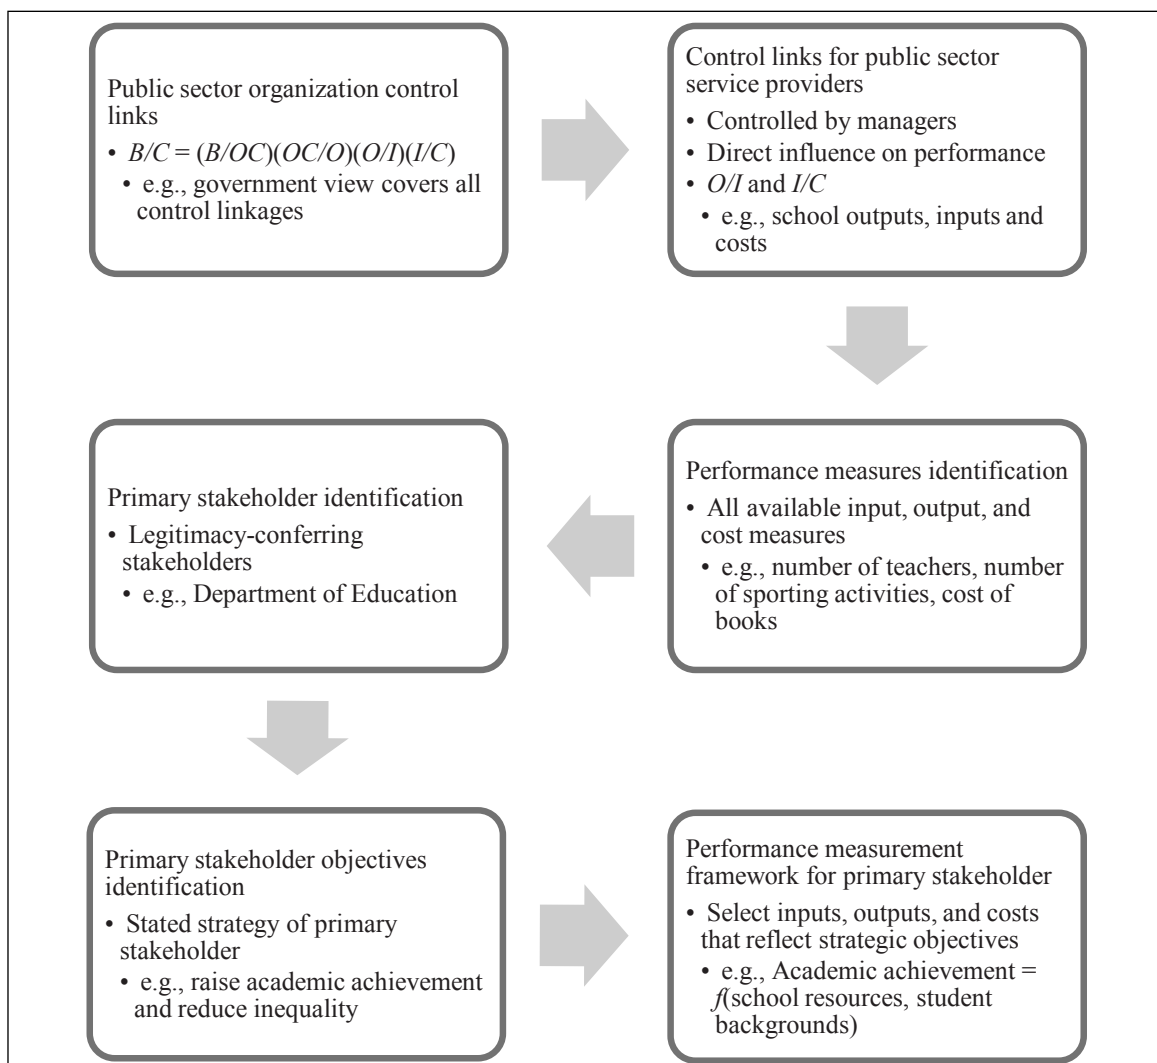 Public sector organization control
links
• B/C = (B/OC)(OC/O)(O/I)(I/C)
• e.g., government view covers all
control linkages
Control links for public sector
service providers
• Controlled by managers
• Direct influence on performance
• O/I and I/C
• e.g., school outputs, inputs and
costs
Performance measures identification
• All available input, output, and
cost measures
• e.g., number of teachers, number
of sporting activities, cost of
books
Primary stakeholder identification
• Legitimacy-conferring
stakeholders
• e.g., Department of Education
Primary stakeholder objectives
identification
• Stated strategy of primary
stakeholder
• e.g., raise academic achievement
and reduce inequality
Performance measurement
framework for primary stakeholder
• Select inputs, outputs, and costs
that reflect strategic objectives
• e.g., Academic achievement =
f(school resources, student
backgrounds)